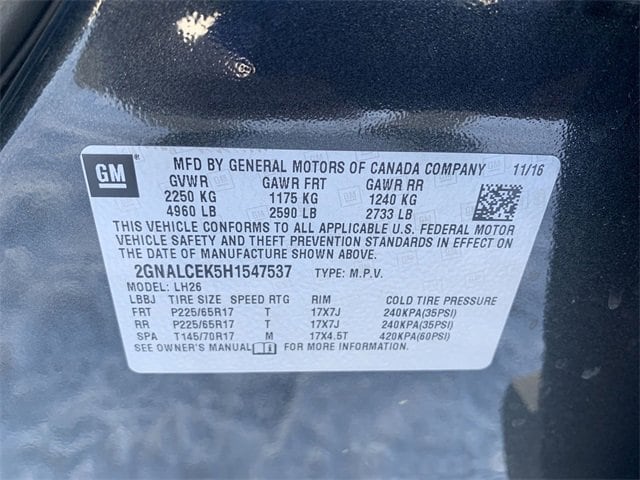 GM MFD BY GENERAL MOTORS OF CANADA COMPANY 11/16
GVWR GAWR FRT GAWR RR
2250 KG 1175 KG 1240 KG
4960 LB 2590 LB 2733 LB
THIS VEHICLE CONFORMS TO ALL APPLICABLE U.S. FEDERAL MOTOR
VEHICLE SAFETY AND THEFT PREVENTION STANDARDS IN EFFECT ON
THE DATE OF MANUFACTURE SHOWN ABOVE.
2GNALCEK5H1547537 TYPE: M.P.V.
MODEL: LH26
LBBJ TIRE SIZE SPEED RTG RIM COLD TIRE PRESSURE
FRT P225/65R17 T 17X7J 240KPA(35PSI)
RR P225/65R17 T 17X7J 240KPA(35PSI)
SPA T145/70R17 M 17X4.5T 420KPA(60PSI)
SEE OWNER'S MANUAL FOR MORE INFORMATION.